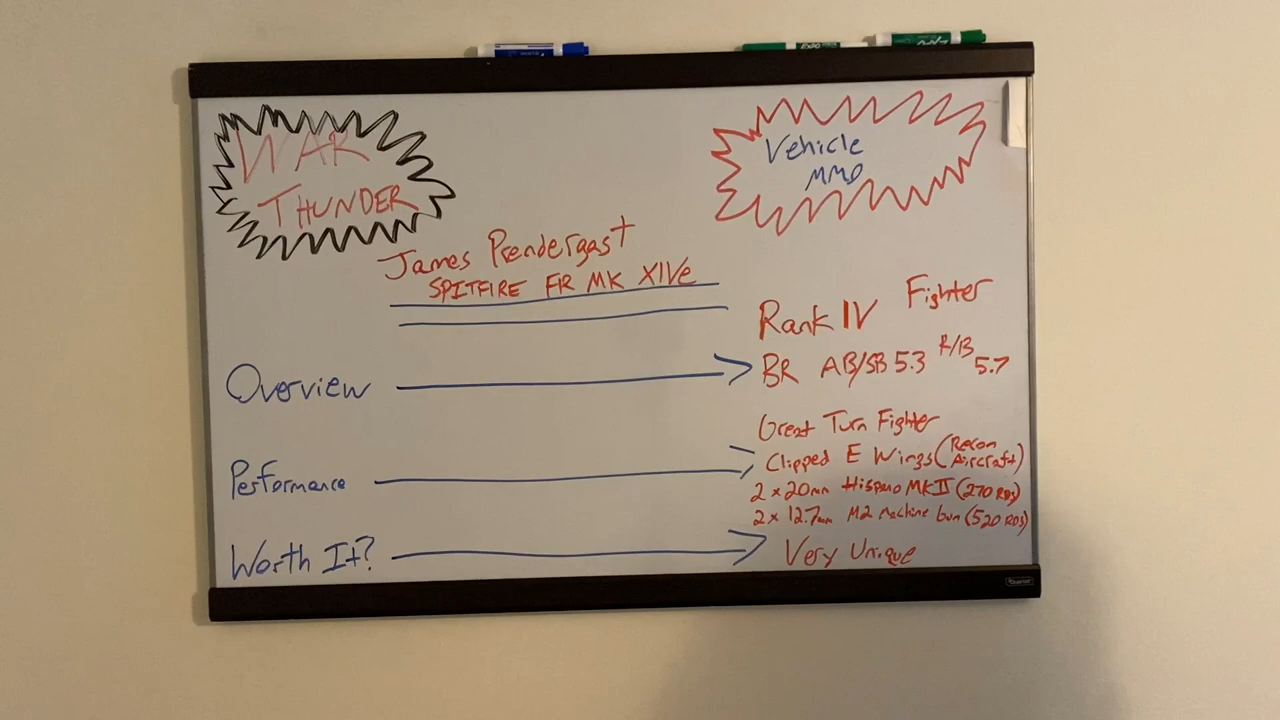 WAR
THUNDER
Vehicle
MMO
James Prendergast
SPITFIRE FR MK XIVe
Rank IV Fighter
Overview
BR AB/SB 5.3 R/B 5.7
Great Turn Fighter
Performance
Clipped E Wings (Recon Aircraft)
2 x 20mm Hispano MK II (270 RDS)
2 x 12.7mm M2 Machine Gun (520 RDS)
Worth It?
Very Unique
Quartet
EXPO